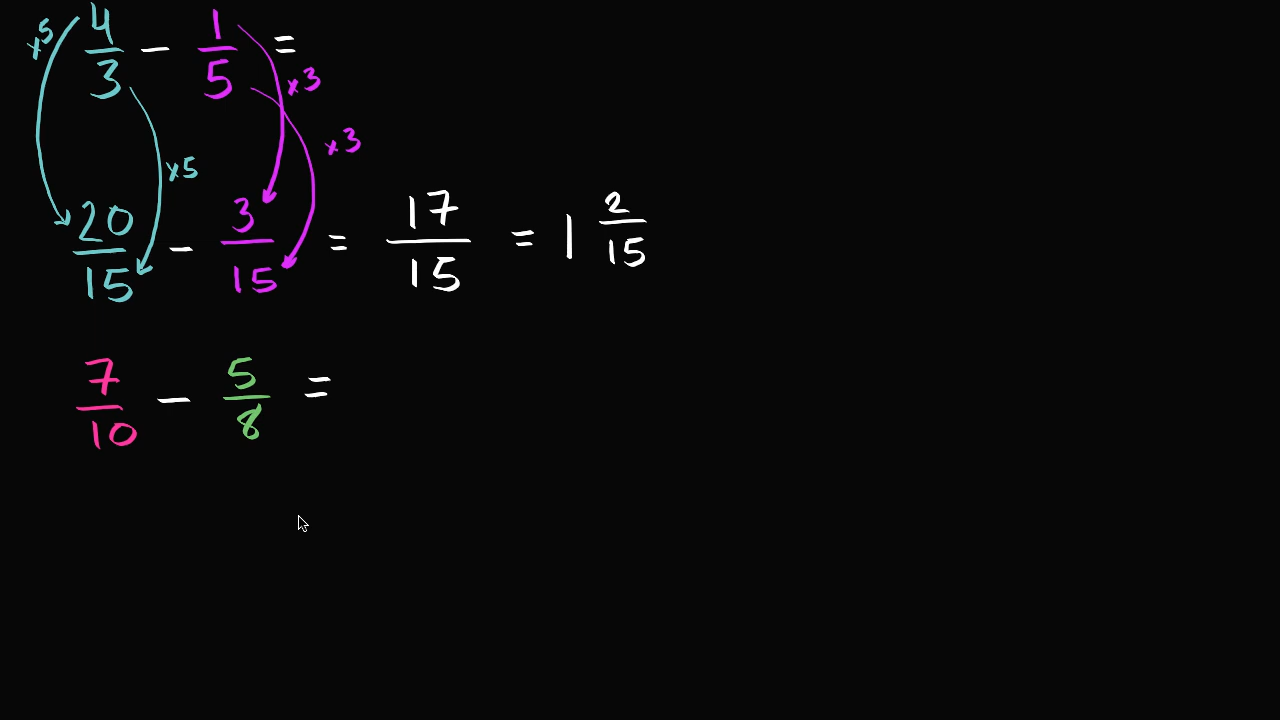 4/3 - 1/5 =
×5 ×5 ×3 ×3
20/15 - 3/15 = 17/15 = 1 2/15
7/10 - 5/8 =